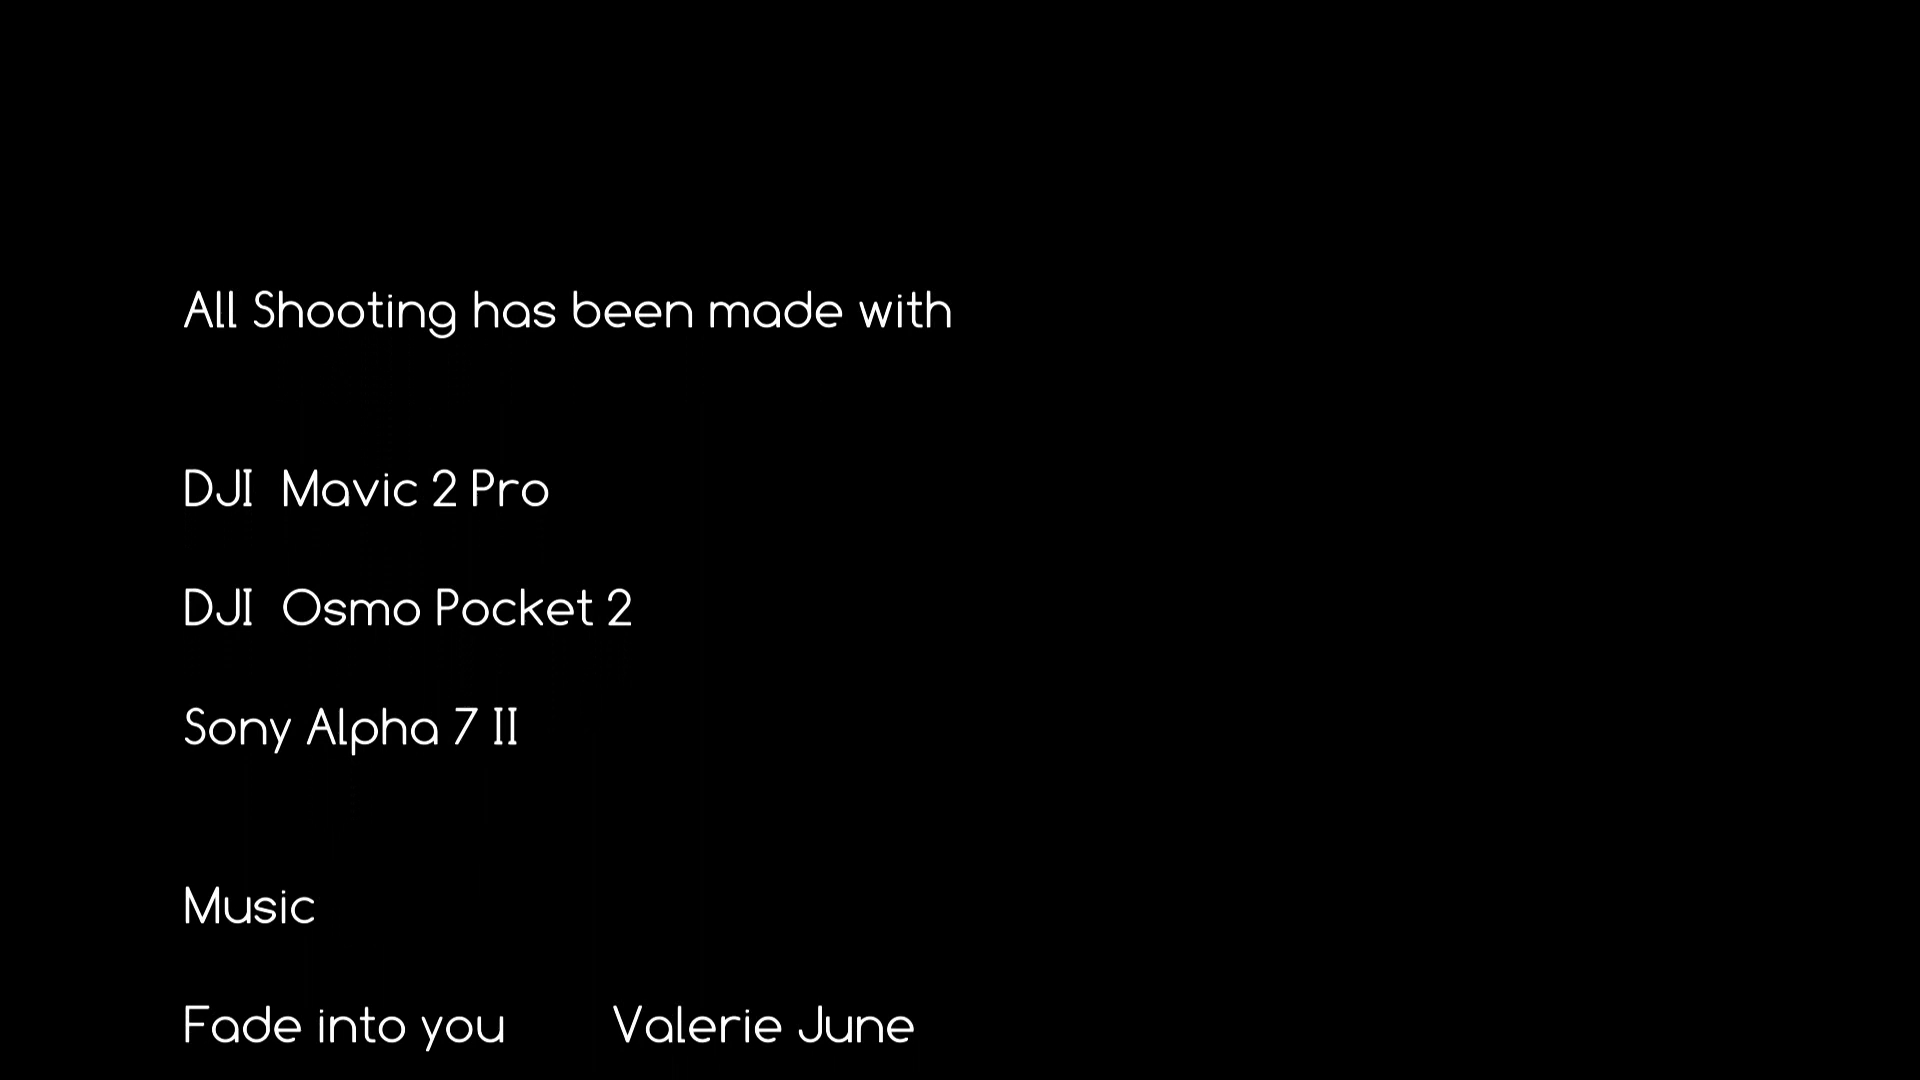 All Shooting has been made with
DJI  Mavic 2 Pro
DJI  Osmo Pocket 2
Sony Alpha 7 II
Music
Fade into you       Valerie June